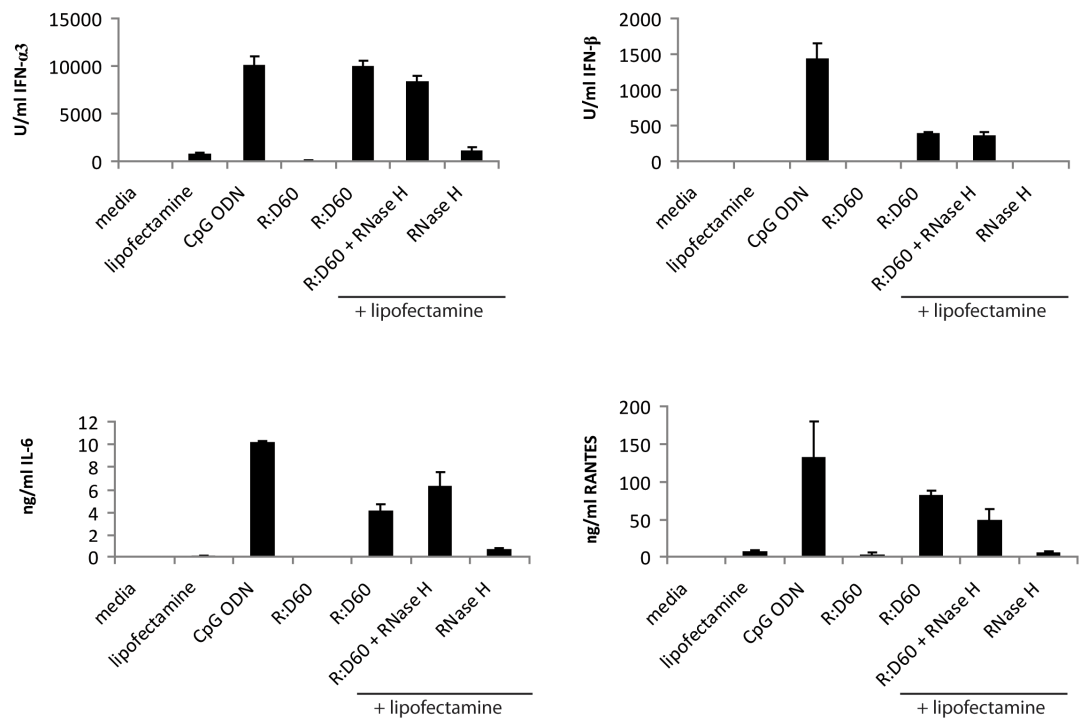 U/ml IFN-α3
15000
10000
5000
0
media
lipofectamine
CpG ODN
R:D60
R:D60
R:D60 + RNase H
RNase H
+ lipofectamine
U/ml IFN-β
2000
1500
1000
500
0
media
lipofectamine
CpG ODN
R:D60
R:D60
R:D60 + RNase H
RNase H
+ lipofectamine
ng/ml IL-6
12
10
8
6
4
2
0
media
lipofectamine
CpG ODN
R:D60
R:D60
R:D60 + RNase H
RNase H
+ lipofectamine
ng/ml RANTES
200
150
100
50
0
media
lipofectamine
CpG ODN
R:D60
R:D60
R:D60 + RNase H
RNase H
+ lipofectamine